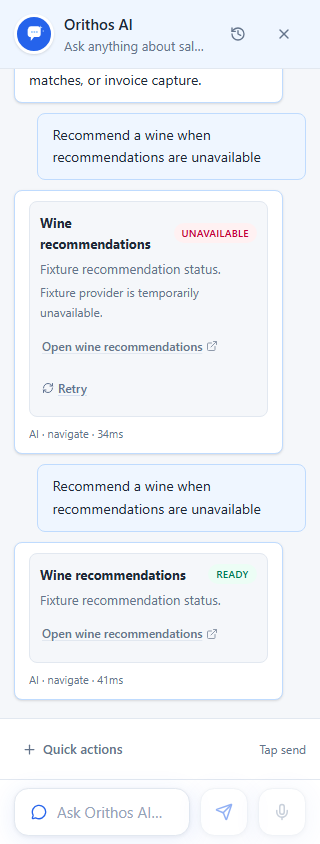 Orithos AI
Ask anything about sal...
matches, or invoice capture.
Recommend a wine when
recommendations are unavailable
Wine
recommendations
UNAVAILABLE
Fixture recommendation status.
Fixture provider is temporarily
unavailable.
Open wine recommendations
Retry
AI · navigate · 34ms
Recommend a wine when
recommendations are unavailable
Wine recommendations
READY
Fixture recommendation status.
Open wine recommendations
AI · navigate · 41ms
Quick actions
Tap send
Ask Orithos AI...